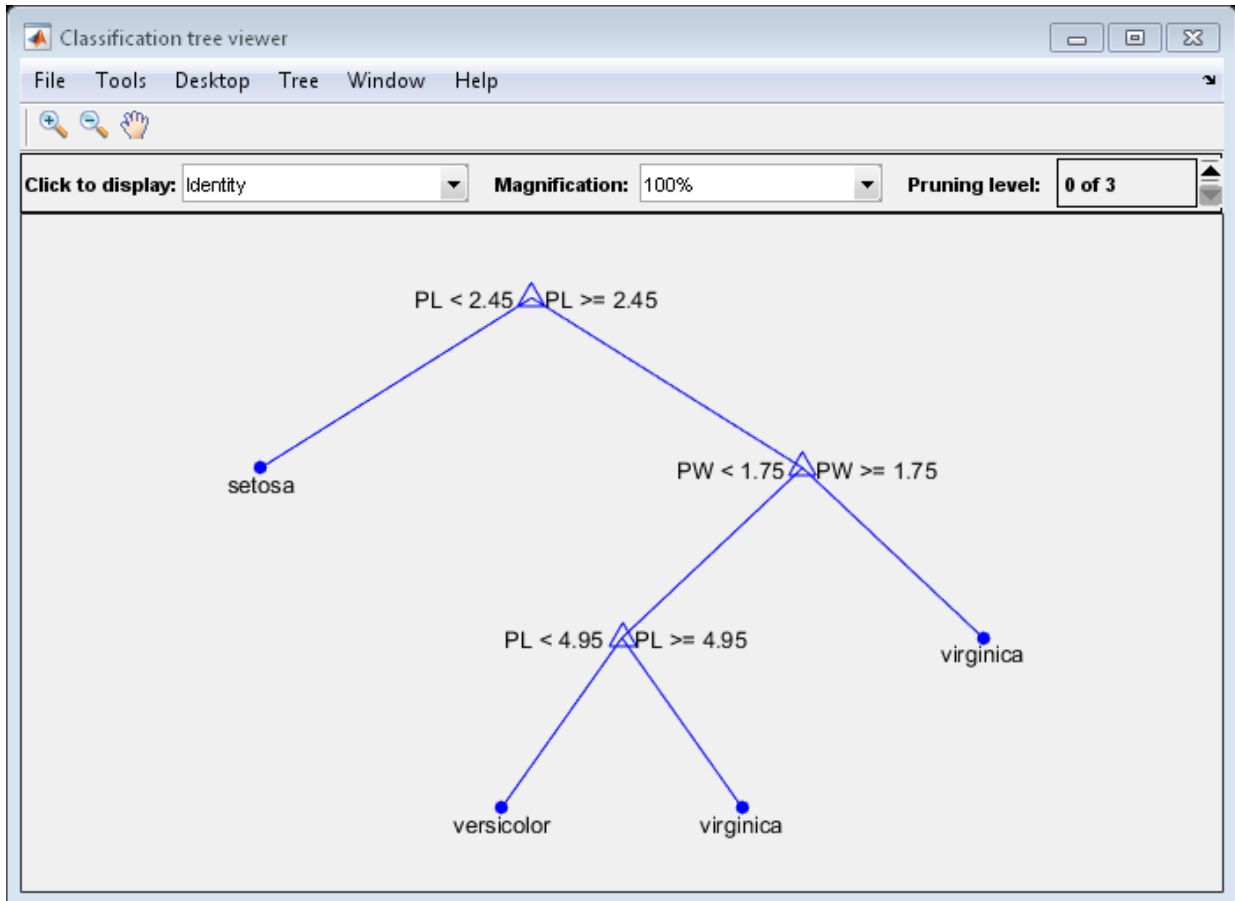 Classification tree viewer
File Tools Desktop Tree Window Help
Click to display: Identity Magnification: 100% Pruning level: 0 of 3
PL < 2.45 PL >= 2.45
setosa
PW < 1.75 PW >= 1.75
PL < 4.95 PL >= 4.95
virginica
versicolor virginica